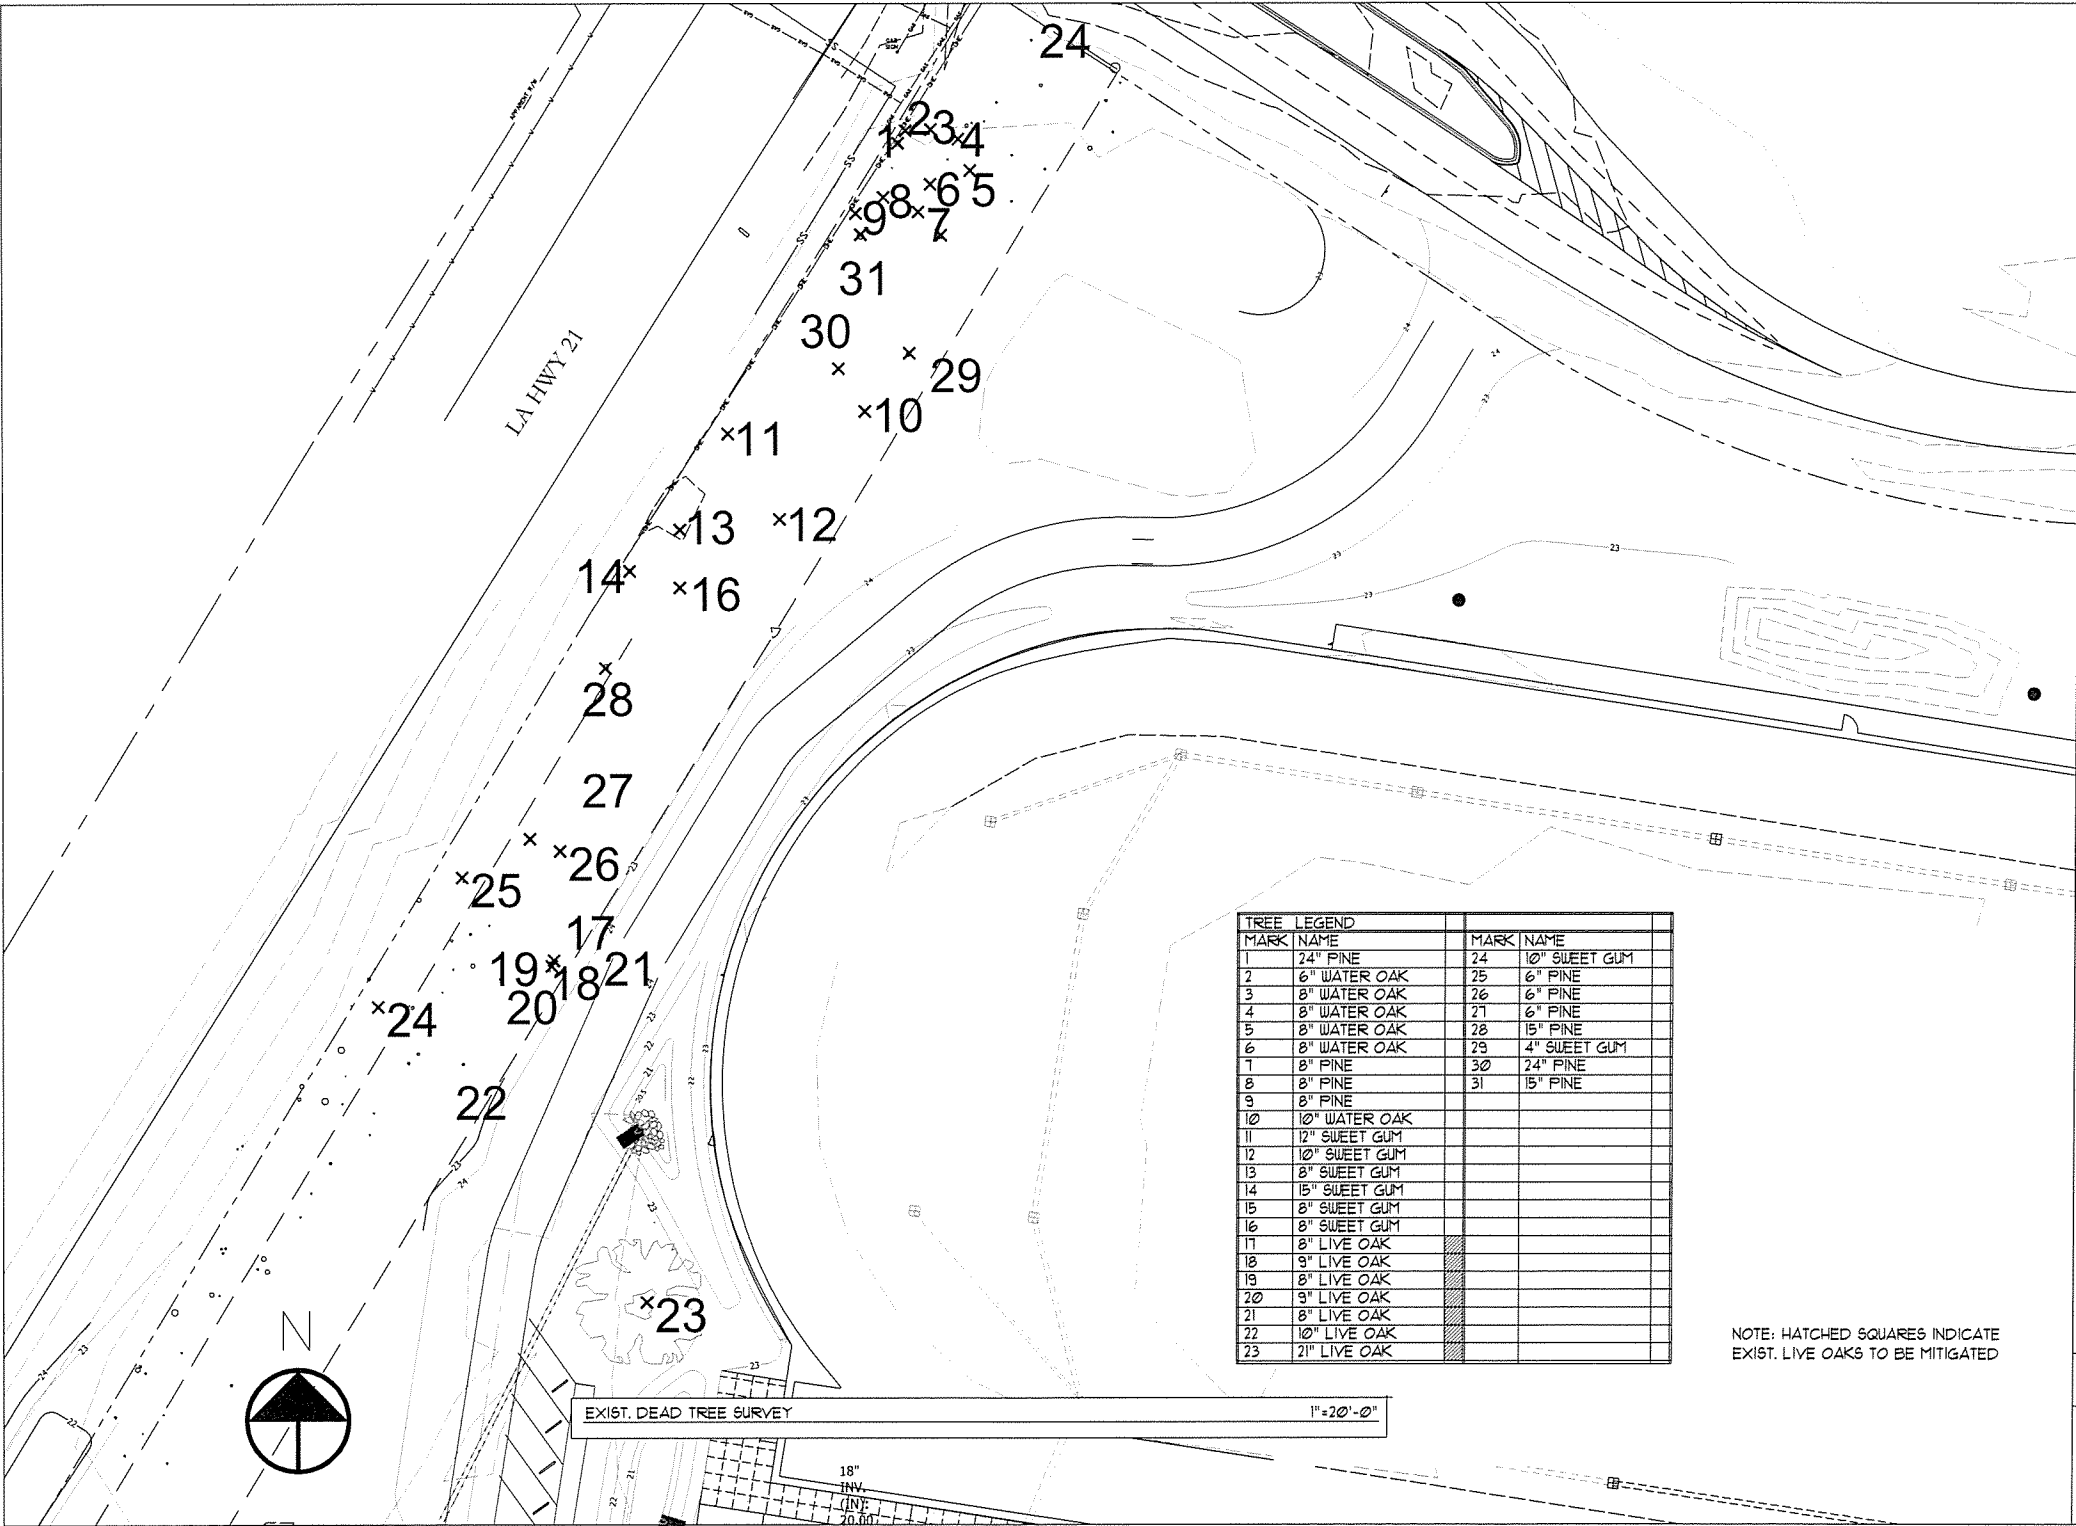 24
2
1
3
4
6
5
8
9
7
31
30
29
10
11
LA HWY 21
13
12
14
16
28
27
26
25
17
19
18
21
20
24
22
23
N
TREE LEGEND
MARK NAME MARK NAME
1 24" PINE 24 10" SWEET GUM
2 6" WATER OAK 25 6" PINE
3 8" WATER OAK 26 6" PINE
4 8" WATER OAK 27 6" PINE
5 8" WATER OAK 28 15" PINE
6 8" WATER OAK 29 4" SWEET GUM
7 8" PINE 30 24" PINE
8 8" PINE 31 15" PINE
9 8" PINE
10 10" WATER OAK
11 12" SWEET GUM
12 10" SWEET GUM
13 8" SWEET GUM
14 15" SWEET GUM
15 8" SWEET GUM
16 8" SWEET GUM
17 8" LIVE OAK
18 9" LIVE OAK
19 8" LIVE OAK
20 9" LIVE OAK
21 8" LIVE OAK
22 10" LIVE OAK
23 21" LIVE OAK
NOTE: HATCHED SQUARES INDICATE
EXIST. LIVE OAKS TO BE MITIGATED
EXIST. DEAD TREE SURVEY 1"=20'-0"
18"
INV.
(IN):
20.00